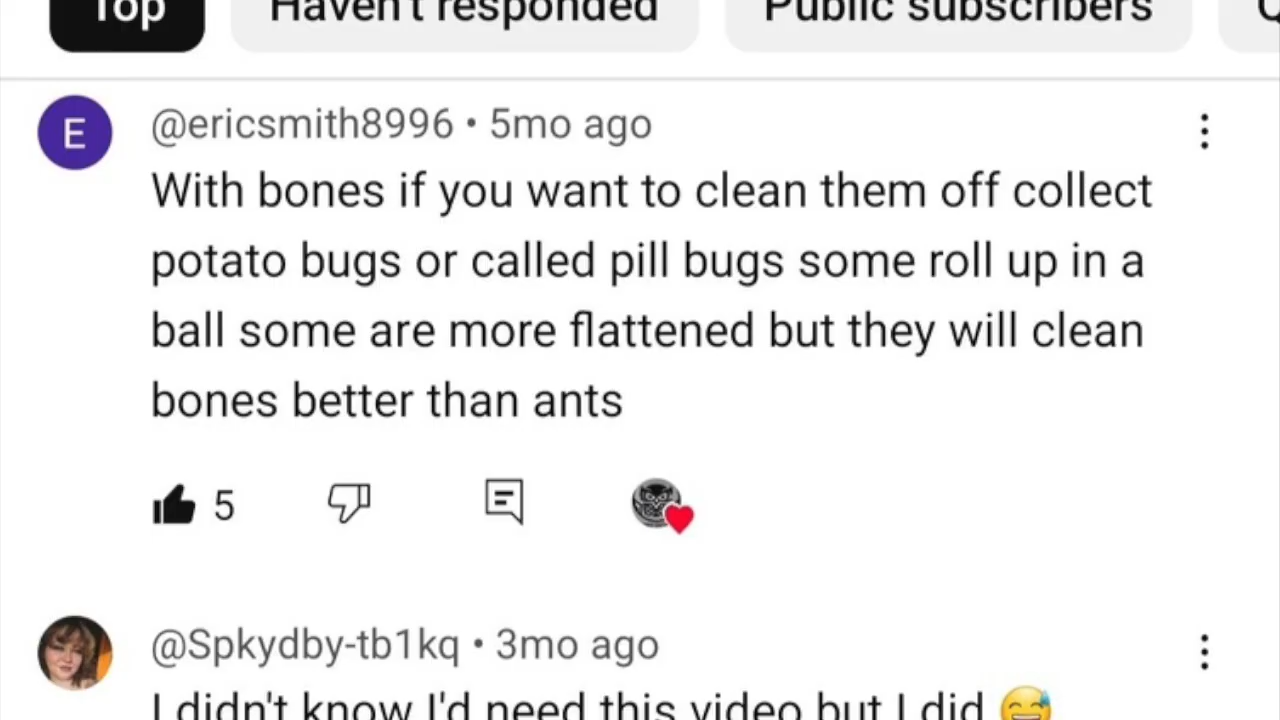 Top Haven't responded Public subscribers
E @ericsmith8996 • 5mo ago
With bones if you want to clean them off collect
potato bugs or called pill bugs some roll up in a
ball some are more flattened but they will clean
bones better than ants
5
@Spkydby-tb1kq • 3mo ago
I didn't know I'd need this video but I did 😅